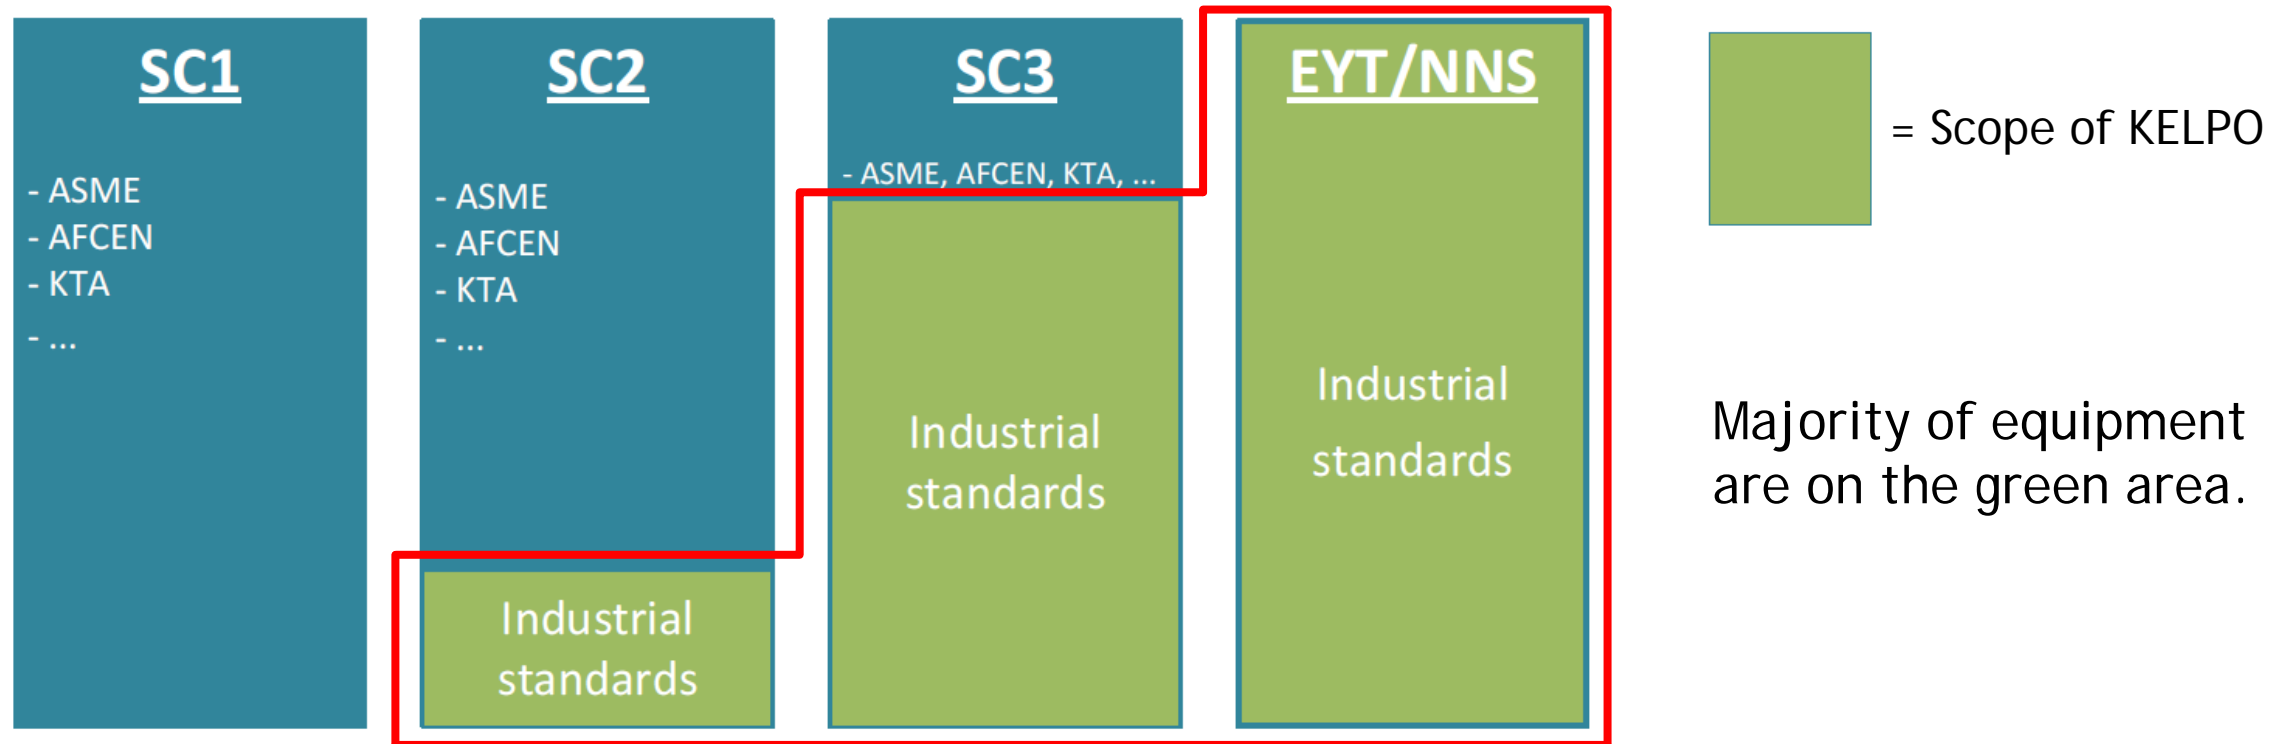 SC1
- ASME
- AFCEN
- KTA
- ...
SC2
- ASME
- AFCEN
- KTA
- ...
Industrial
standards
SC3
- ASME, AFCEN, KTA, ...
Industrial
standards
EYT/NNS
Industrial
standards
= Scope of KELPO
Majority of equipment
are on the green area.